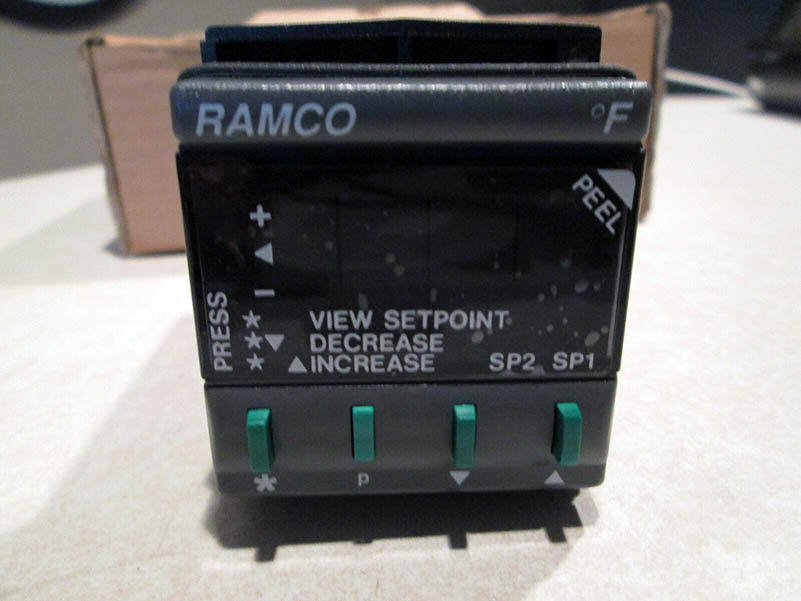 RAMCO °F
PEEL
PRESS
+
▲
−
* VIEW SETPOINT
*▼ DECREASE
* ▲INCREASE SP2 SP1
* P ▼ ▲